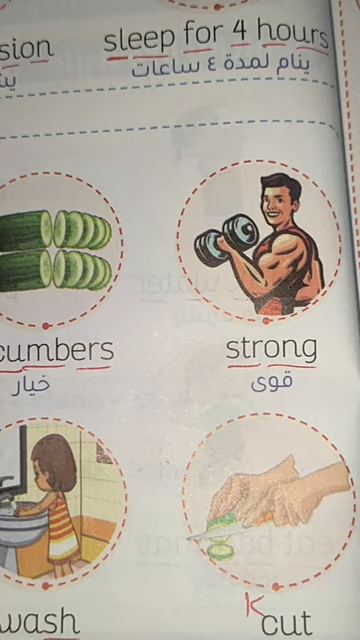 sion sleep for 4 hours
ينام لمدة ٤ ساعات
cumbers strong
خيار قوى
wash K cut